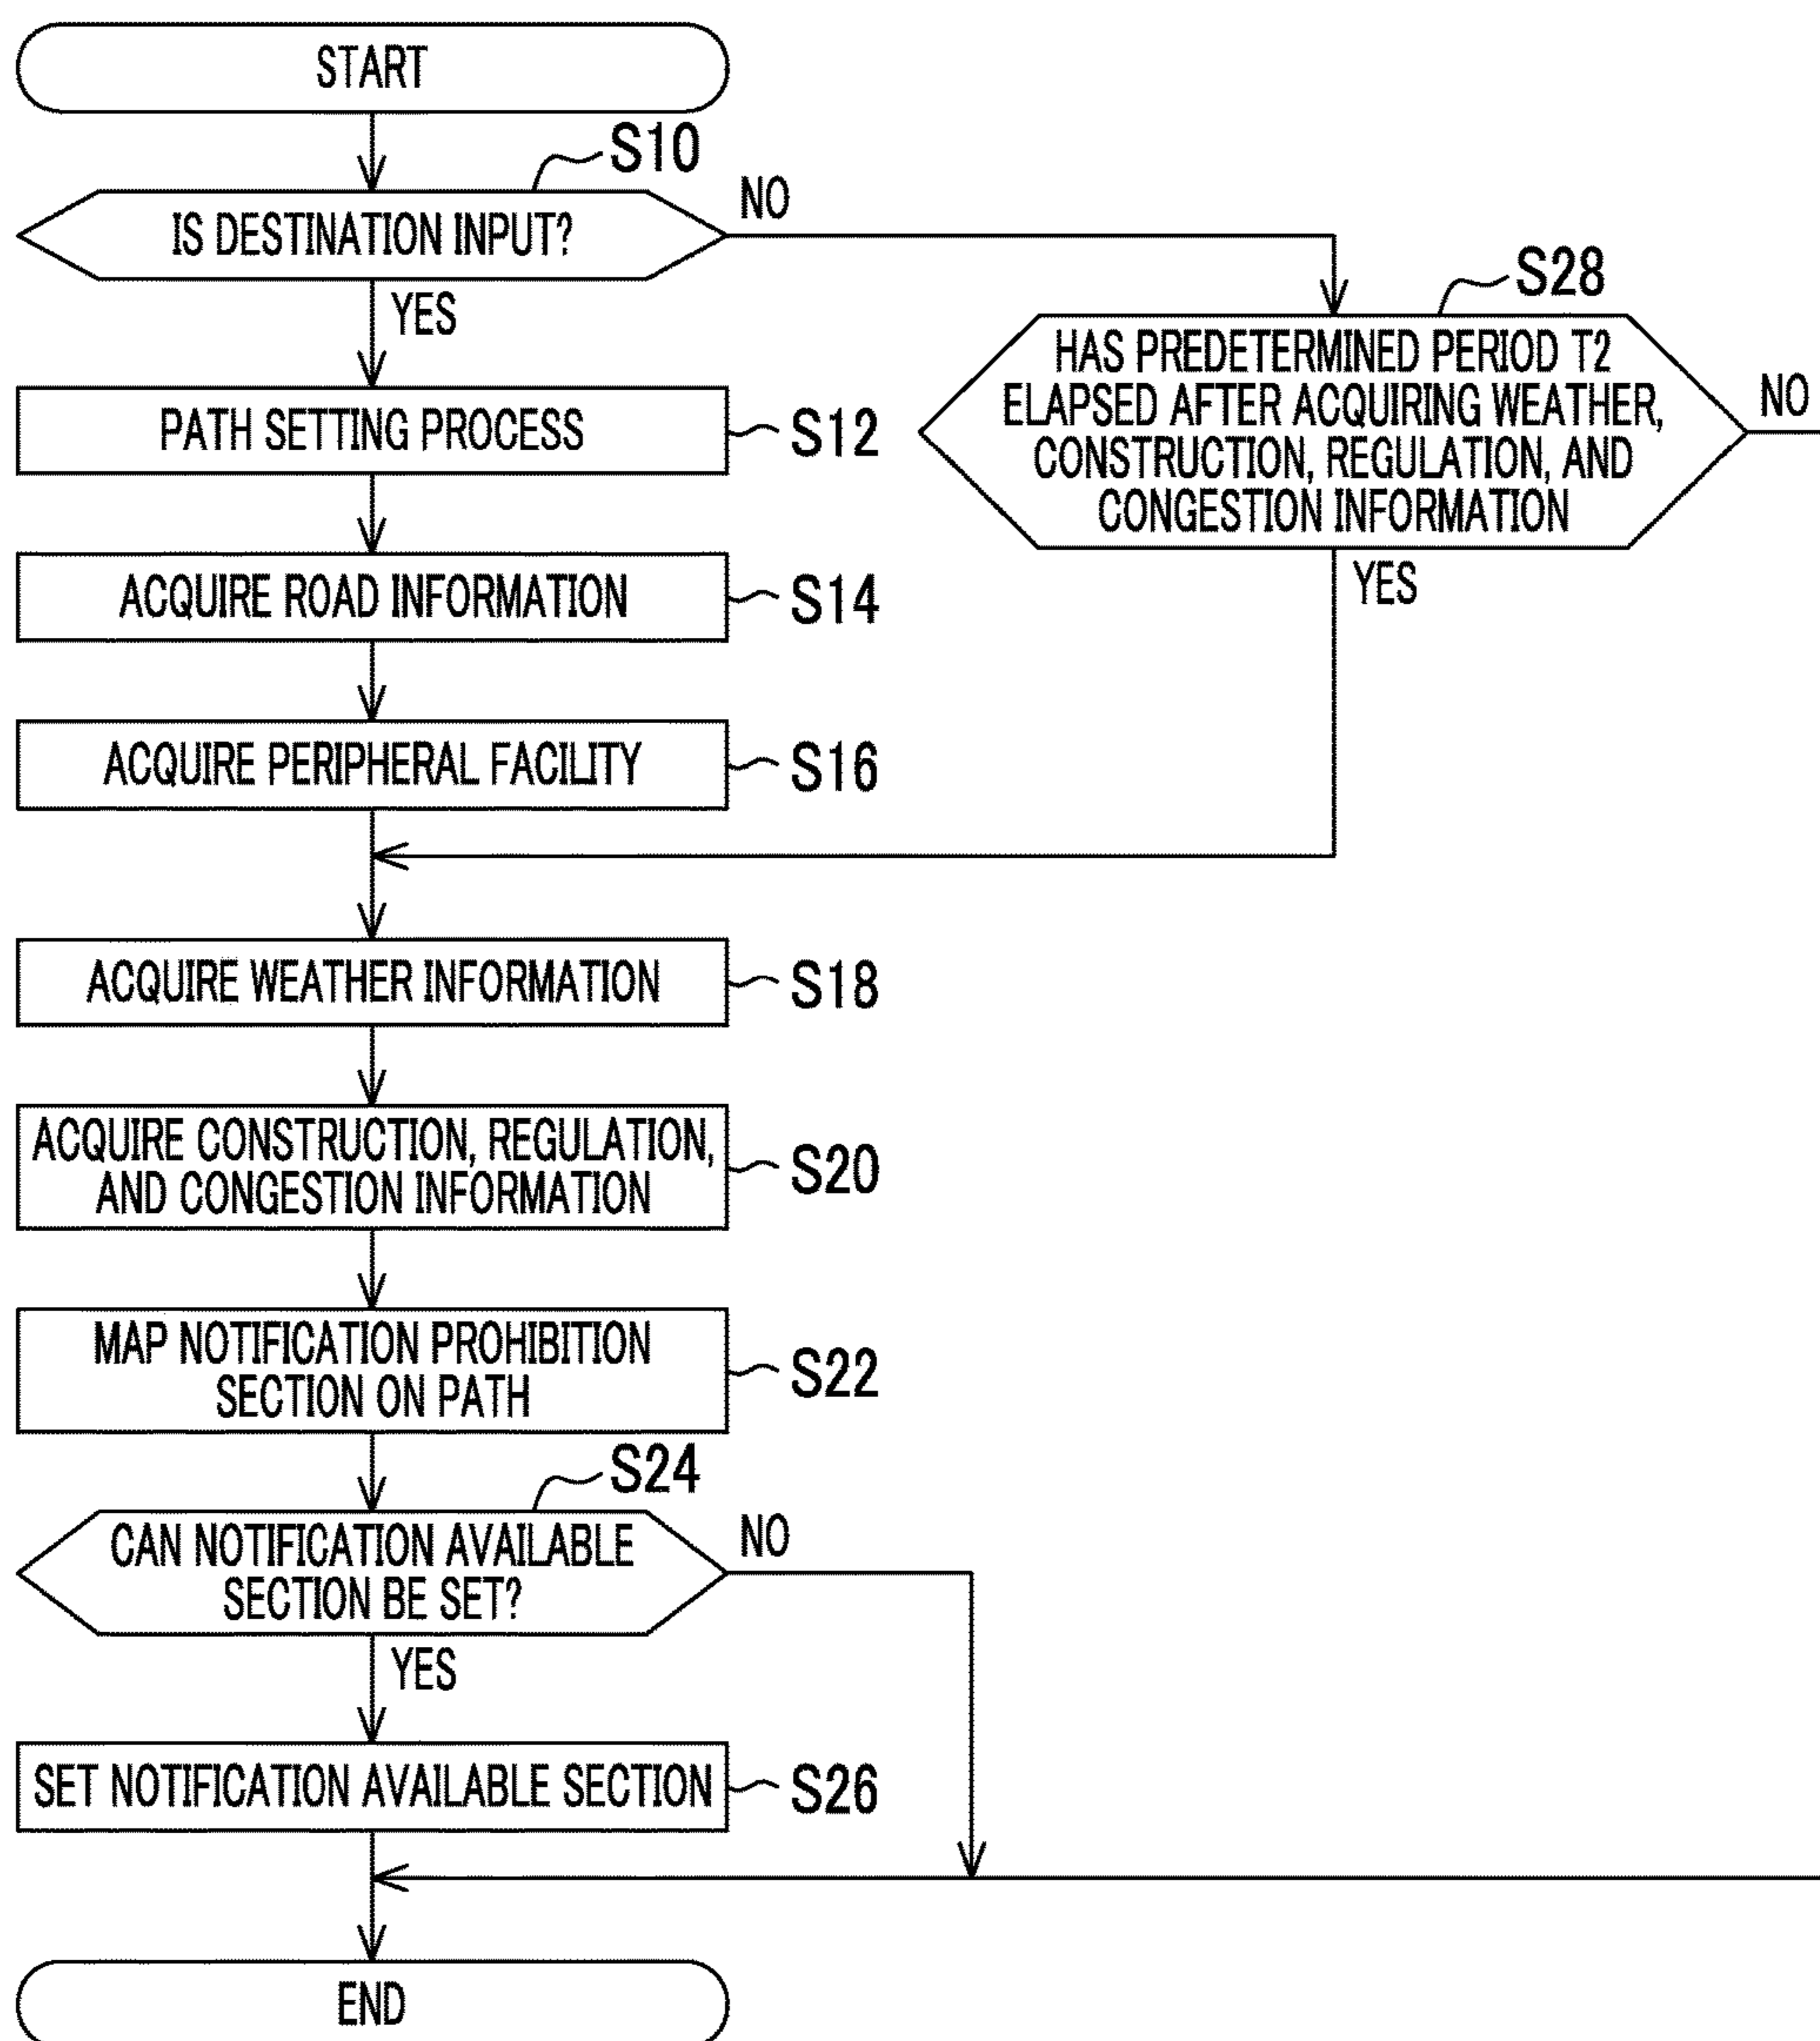 START
S10
IS DESTINATION INPUT?
NO
YES
S28
HAS PREDETERMINED PERIOD T2
ELAPSED AFTER ACQUIRING WEATHER,
CONSTRUCTION, REGULATION, AND
CONGESTION INFORMATION
NO
YES
PATH SETTING PROCESS
S12
ACQUIRE ROAD INFORMATION
S14
ACQUIRE PERIPHERAL FACILITY
S16
ACQUIRE WEATHER INFORMATION
S18
ACQUIRE CONSTRUCTION, REGULATION,
AND CONGESTION INFORMATION
S20
MAP NOTIFICATION PROHIBITION
SECTION ON PATH
S22
S24
CAN NOTIFICATION AVAILABLE
SECTION BE SET?
NO
YES
SET NOTIFICATION AVAILABLE SECTION
S26
END